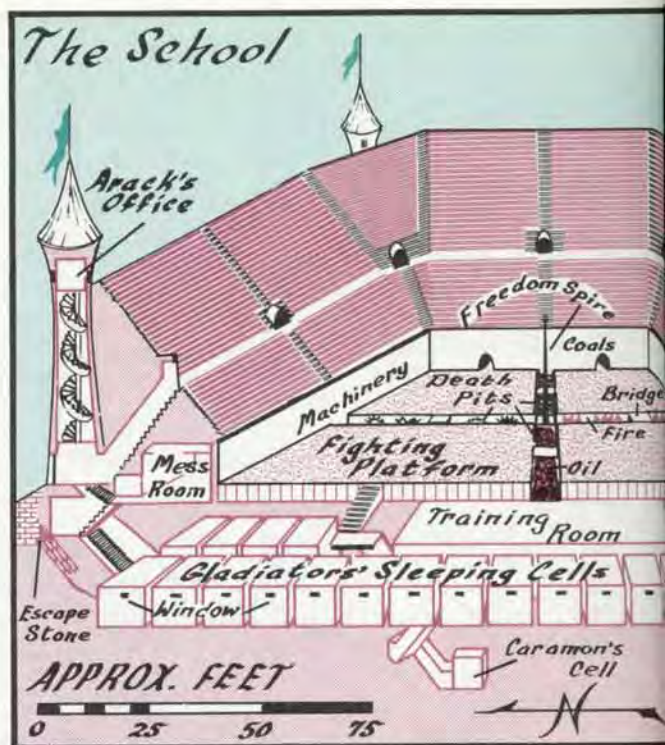 The School
Arack's
Office
Freedom Spire
Coals
Machinery
Death
Pits
Bridge
Fire
Mess
Room
Fighting
Platform
Oil
Training
Room
Gladiators' Sleeping Cells
Window
Escape
Stone
Caramon's
Cell
APPROX. FEET
0 25 50 75
N